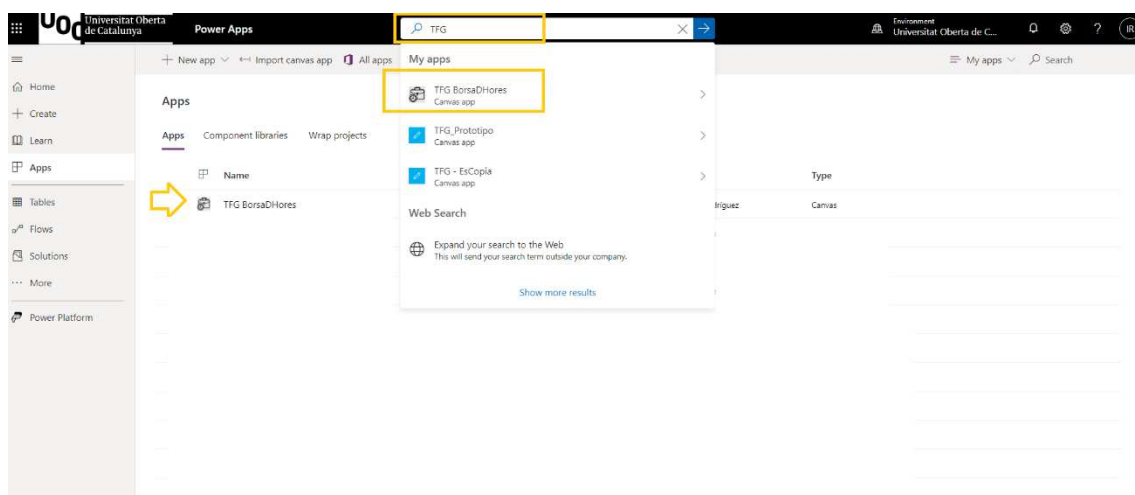 UOC Universitat Oberta
de Catalunya
Power Apps
TFG
Environment
Universitat Oberta de C...
?
IR
New app
Import canvas app
All apps
My apps
Search
Home
Create
Learn
Apps
Tables
Flows
Solutions
More
Power Platform
Apps
Apps Component libraries Wrap projects
Name
Type
TFG BorsaDHores
Canvas
My apps
TFG BorsaDHores
Canvas app
TFG_Prototipo
Canvas app
TFG - EsCopia
Canvas app
Web Search
Expand your search to the Web
This will send your search term outside your company.
Show more results